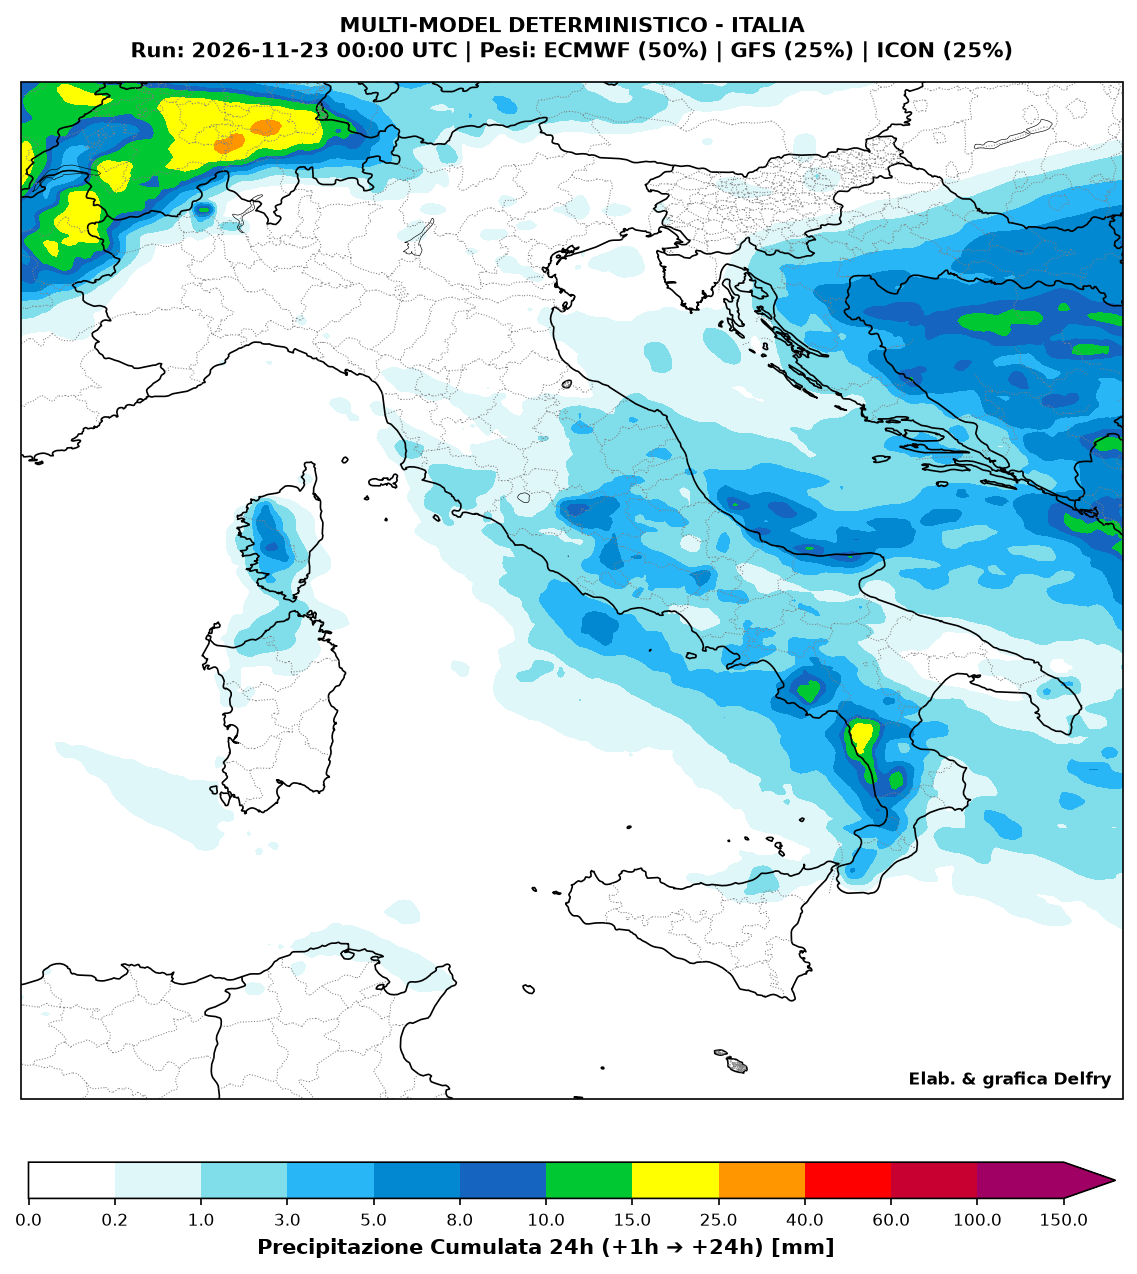 MULTI-MODEL DETERMINISTICO - ITALIA
Run: 2026-11-23 00:00 UTC | Pesi: ECMWF (50%) | GFS (25%) | ICON (25%)
Elab. & grafica Delfry
0.0 0.2 1.0 3.0 5.0 8.0 10.0 15.0 25.0 40.0 60.0 100.0 150.0
Precipitazione Cumulata 24h (+1h → +24h) [mm]